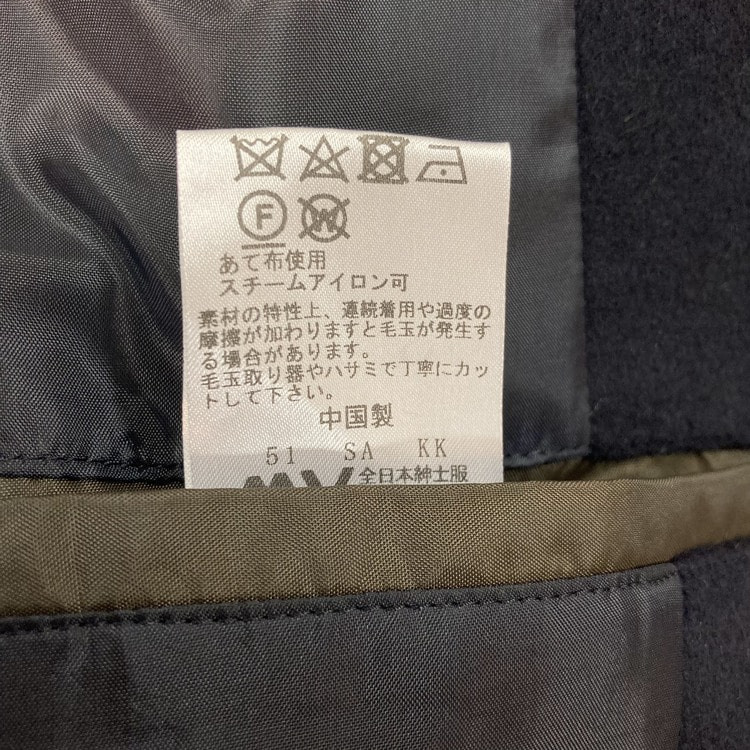 F W
あて布使用
スチームアイロン可
素材の特性上、連続着用や過度の
摩擦が加わりますと毛玉が発生す
る場合があります。
毛玉取り器やハサミで丁寧にカッ
トして下さい。
中国製
51 SA KK
全日本紳士服